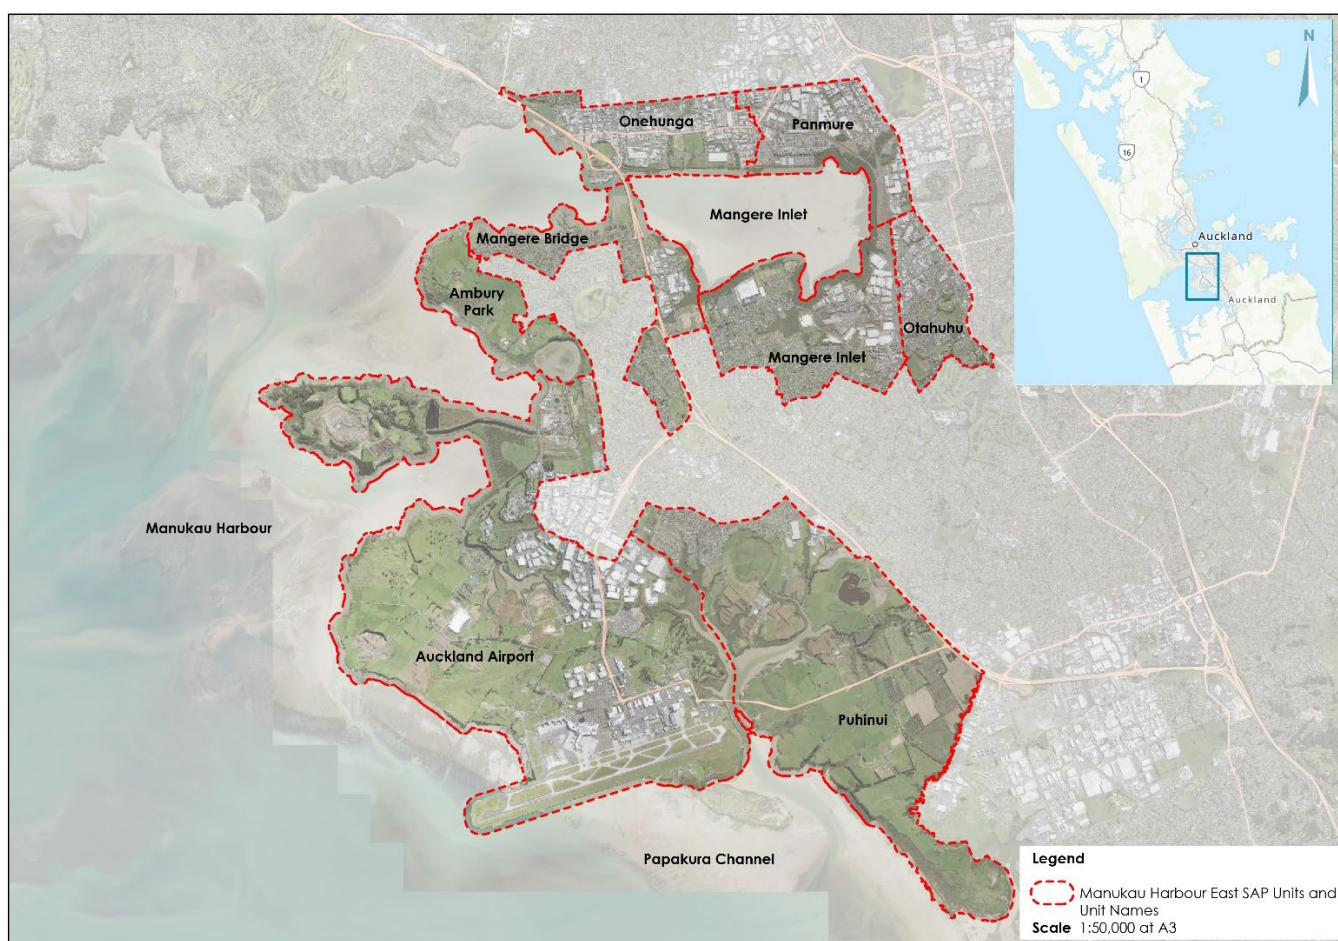 N
1
16
Auckland
Auckland
Onehunga
Panmure
Mangere Inlet
Mangere Bridge
Ambury
Park
Otahuhu
Mangere Inlet
Manukau Harbour
Auckland Airport
Puhinui
Papakura Channel
Legend
Manukau Harbour East SAP Units and
Unit Names
Scale 1:50,000 at A3